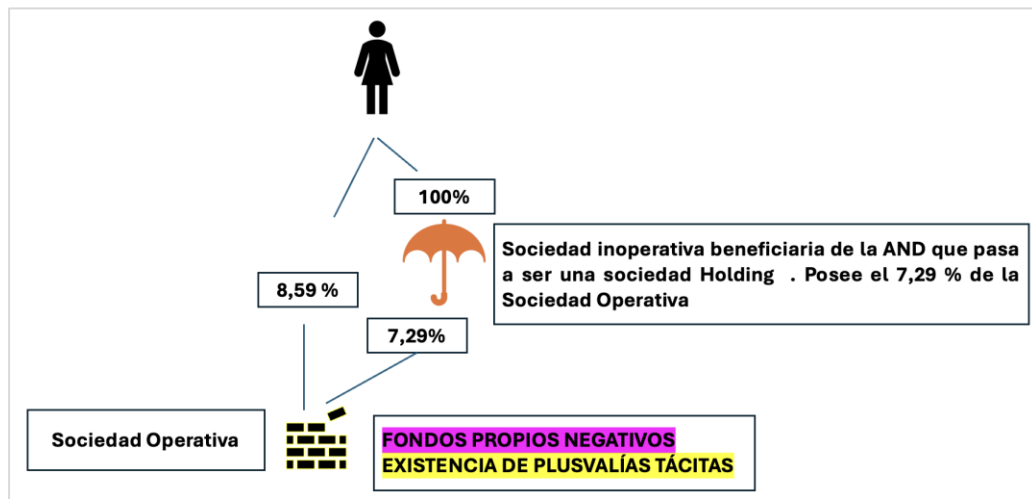 100%
Sociedad inoperativa beneficiaria de la AND que pasa
a ser una sociedad Holding . Posee el 7,29 % de la
Sociedad Operativa
8,59 %
7,29%
Sociedad Operativa
FONDOS PROPIOS NEGATIVOS
EXISTENCIA DE PLUSVALÍAS TÁCITAS